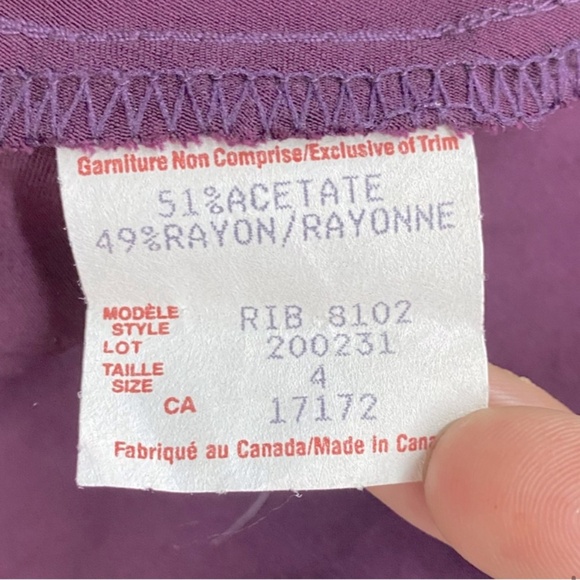 Garniture Non Comprise/Exclusive of Trim
51%ACETATE
49%RAYON/RAYONNE
MODÈLE
STYLE RIB 8102
LOT 200231
TAILLE
SIZE 4
CA 17172
Fabriqué au Canada/Made in